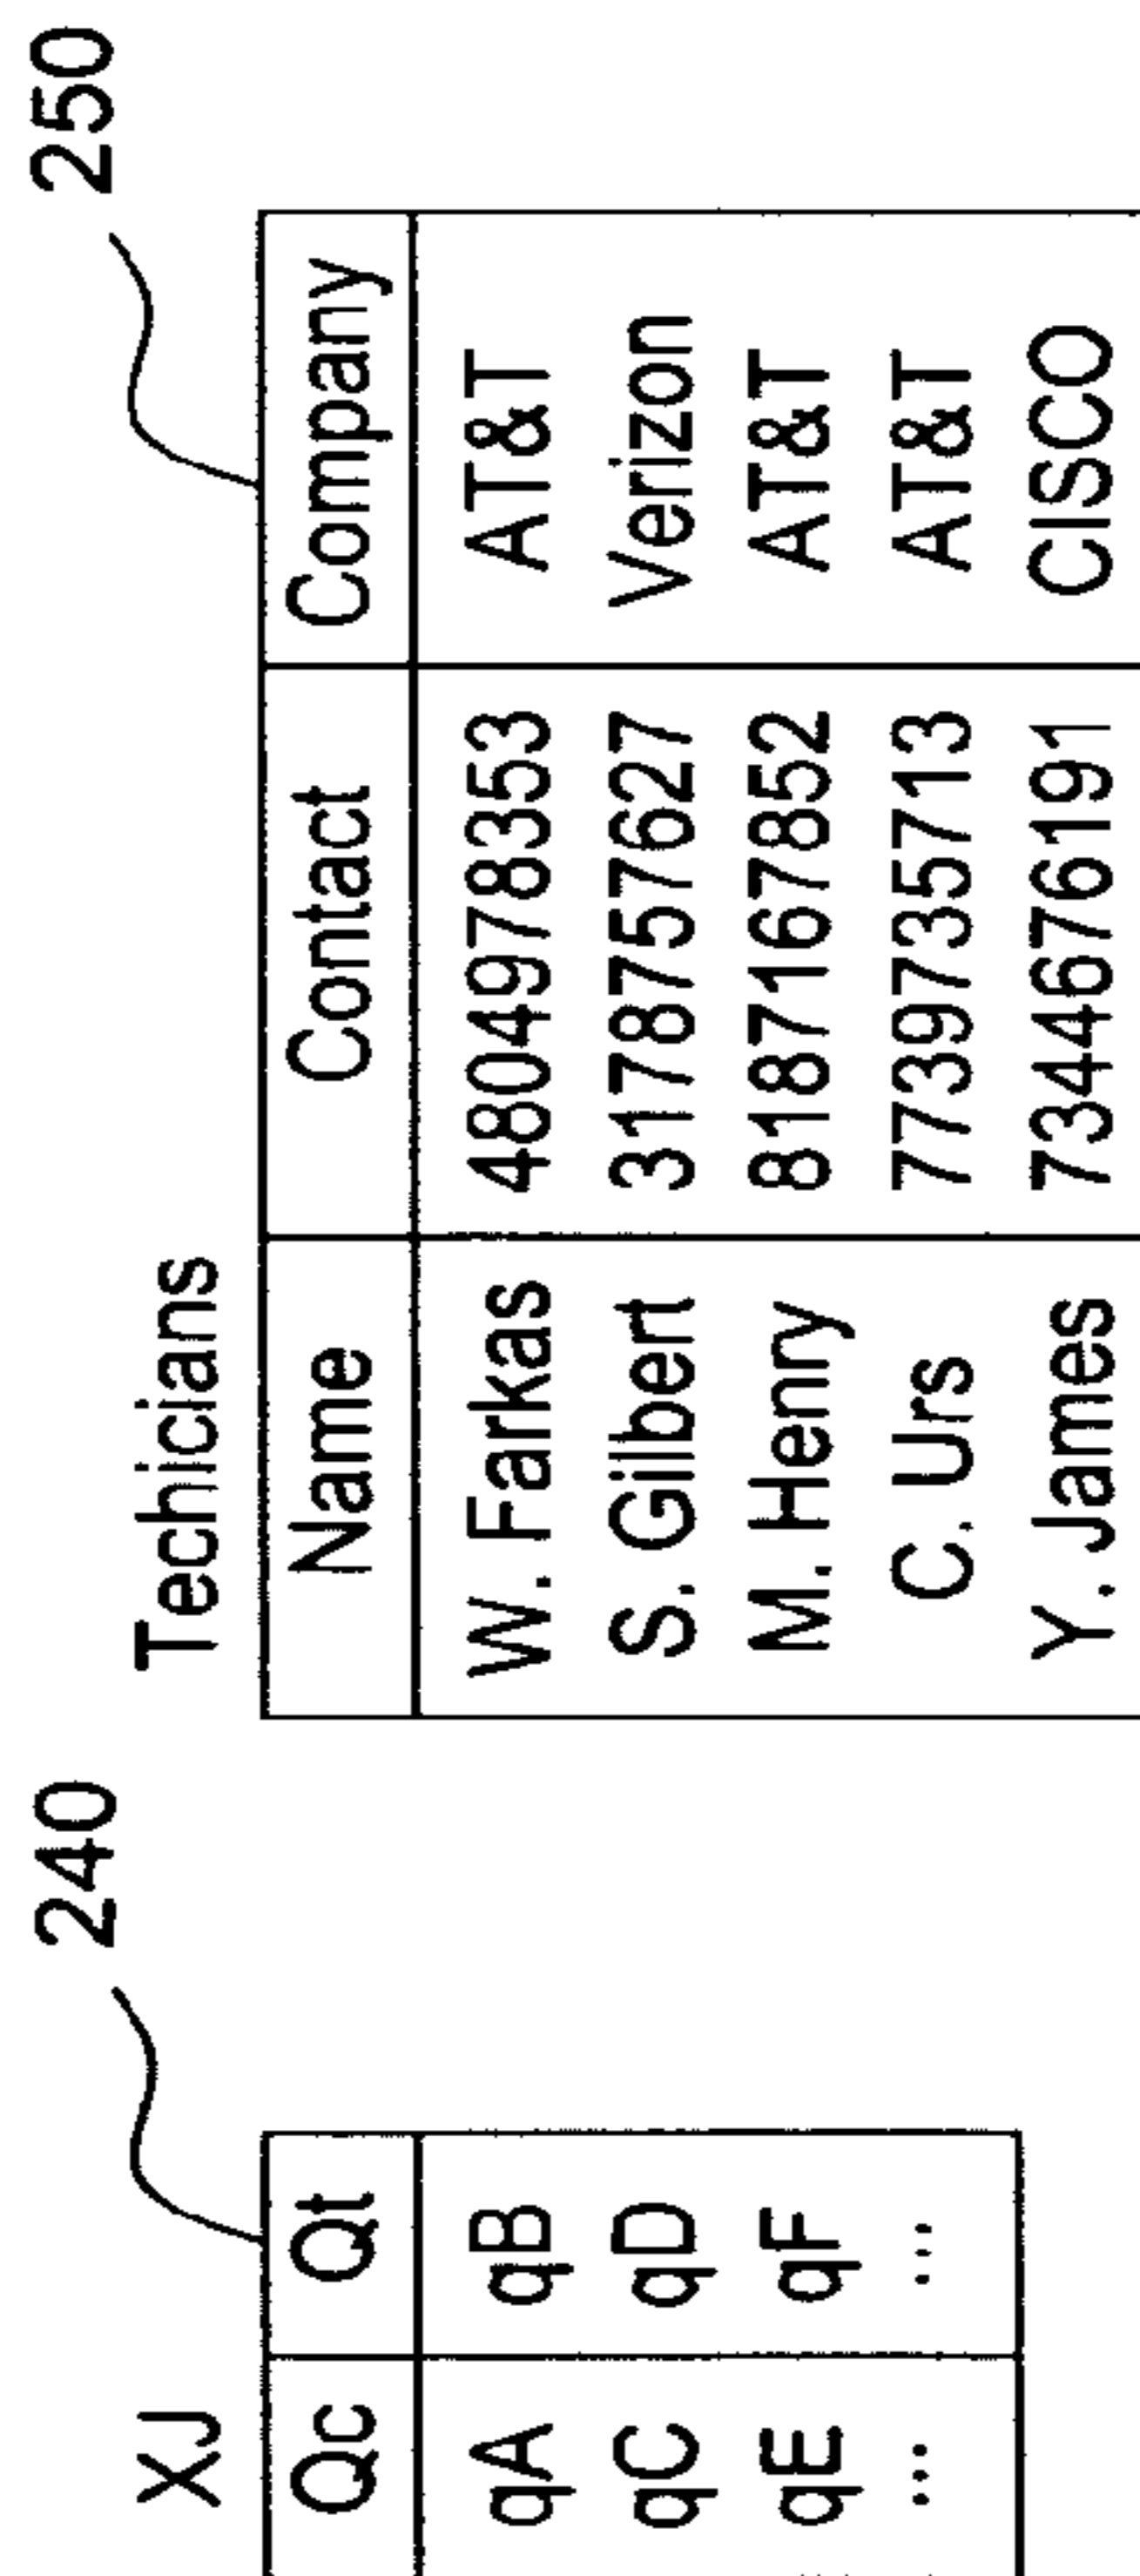 240
XJ
Qc Qt
qA qB
qC qD
qE qF
... ...
250
Techicians
Name Contact Company
W. Farkas 4804978353 AT&T
S. Gilbert 3178757627 Verizon
M. Henry 8187167852 AT&T
C. Urs 7739735713 AT&T
Y. James 7344676191 CISCO